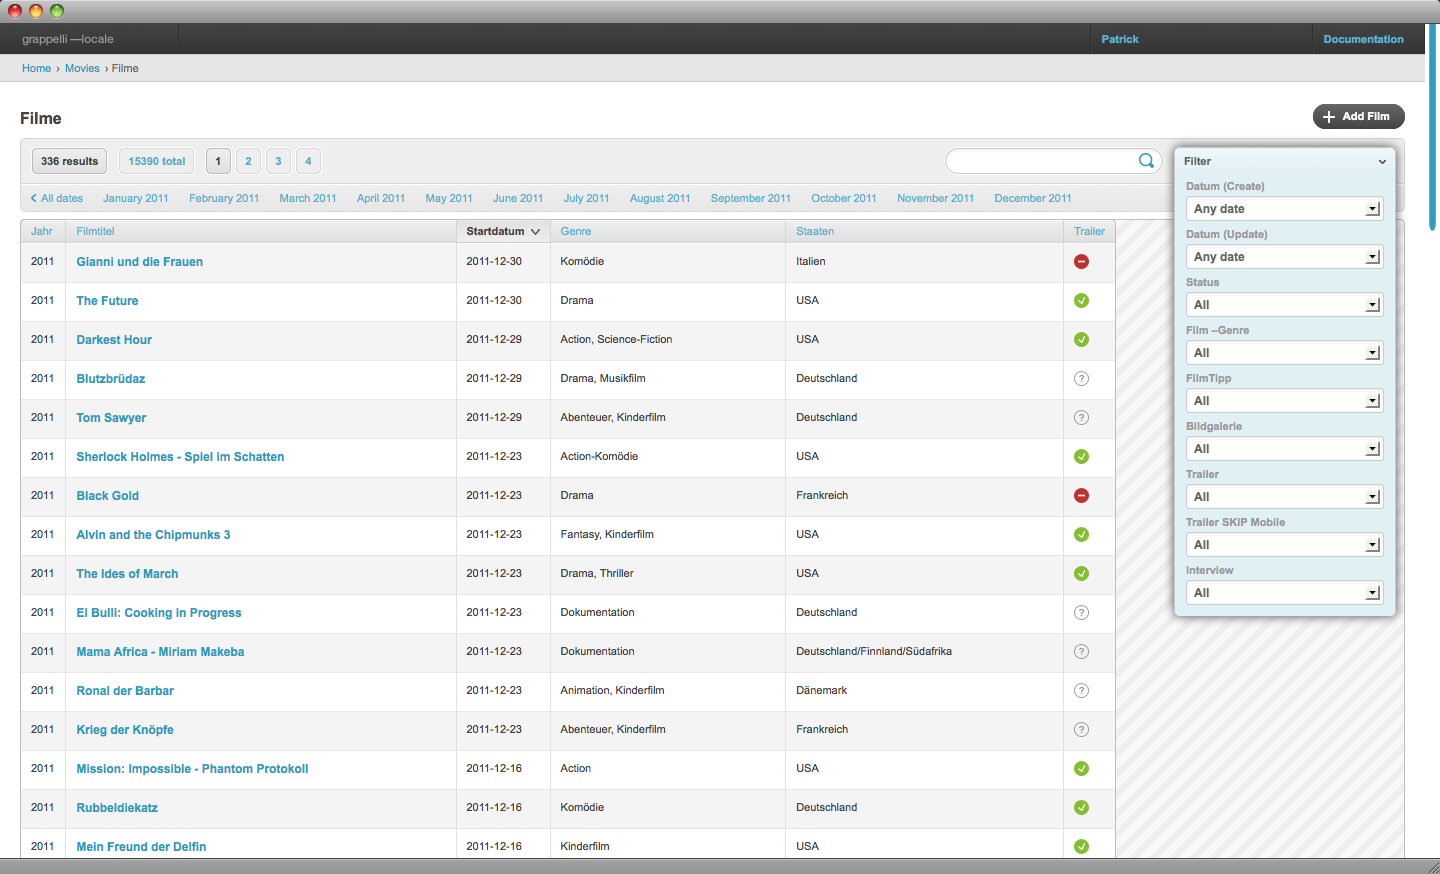 grappelli —locale
Patrick
Documentation
Home › Movies › Filme
Filme
Add Film
336 results
15390 total
1 2 3 4
All dates January 2011 February 2011 March 2011 April 2011 May 2011 June 2011 July 2011 August 2011 September 2011 October 2011 November 2011 December 2011
Jahr Filmtitel Startdatum Genre Staaten Trailer
2011 Gianni und die Frauen 2011-12-30 Komödie Italien
2011 The Future 2011-12-30 Drama USA
2011 Darkest Hour 2011-12-29 Action, Science-Fiction USA
2011 Blutzbrüdaz 2011-12-29 Drama, Musikfilm Deutschland ?
2011 Tom Sawyer 2011-12-29 Abenteuer, Kinderfilm Deutschland ?
2011 Sherlock Holmes - Spiel im Schatten 2011-12-23 Action-Komödie USA
2011 Black Gold 2011-12-23 Drama Frankreich
2011 Alvin and the Chipmunks 3 2011-12-23 Fantasy, Kinderfilm USA
2011 The Ides of March 2011-12-23 Drama, Thriller USA
2011 El Bulli: Cooking in Progress 2011-12-23 Dokumentation Deutschland ?
2011 Mama Africa - Miriam Makeba 2011-12-23 Dokumentation Deutschland/Finnland/Südafrika ?
2011 Ronal der Barbar 2011-12-23 Animation, Kinderfilm Dänemark ?
2011 Krieg der Knöpfe 2011-12-23 Abenteuer, Kinderfilm Frankreich ?
2011 Mission: Impossible - Phantom Protokoll 2011-12-16 Action USA
2011 Rubbeldiekatz 2011-12-16 Komödie Deutschland
2011 Mein Freund der Delfin 2011-12-16 Kinderfilm USA
Filter
Datum (Create)
Any date
Datum (Update)
Any date
Status
All
Film –Genre
All
FilmTipp
All
Bildgalerie
All
Trailer
All
Trailer SKIP Mobile
All
Interview
All